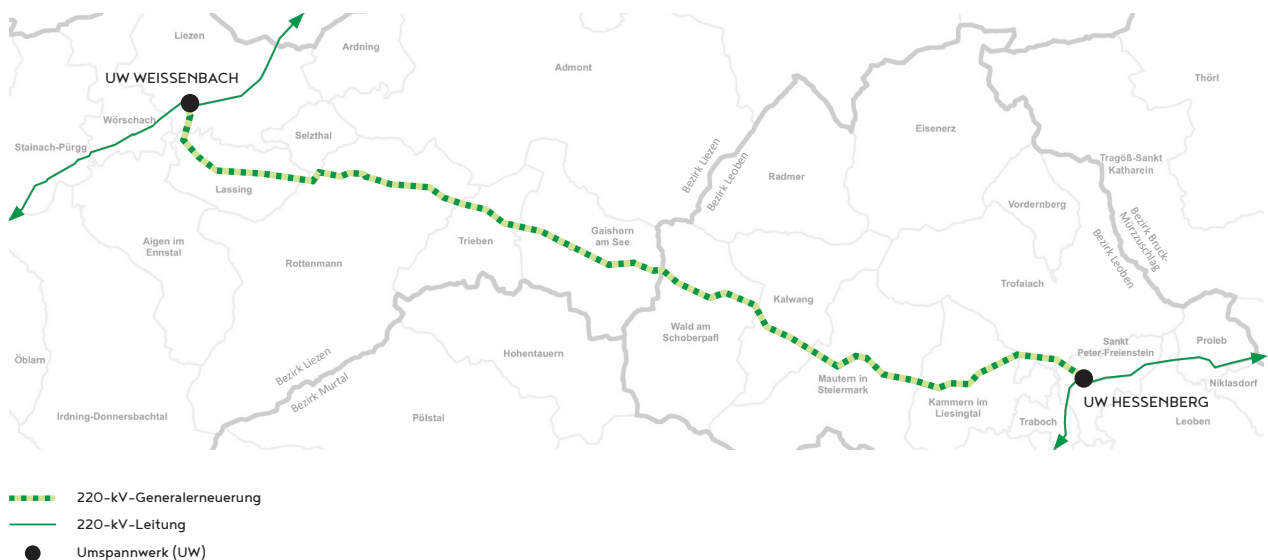 Liezen
Ardning
Admont
UW WEISSENBACH
Thörl
Wörschach
Selzthal
Eisenerz
Stainach-Pürgg
Bezirk Liezen
Bezirk Leoben
Tragöß-Sankt
Katharein
Radmer
Lassing
Vordernberg
Bezirk Bruck-
Mürzzuschlag
Bezirk Leoben
Aigen im
Ennstal
Trieben
Gaishorn
am See
Rottenmann
Trofaiach
Kalwang
Wald am
Schoberpaß
Öblarn
Hohentauern
Sankt
Peter-Freienstein
Proleb
Bezirk Liezen
Bezirk Murtal
Mautern in
Steiermark
Niklasdorf
Irdning-Donnersbachtal
Pölstal
Kammern im
Liesingtal
UW HESSENBERG
Traboch
Leoben
220-kV-Generalerneuerung
220-kV-Leitung
Umspannwerk (UW)